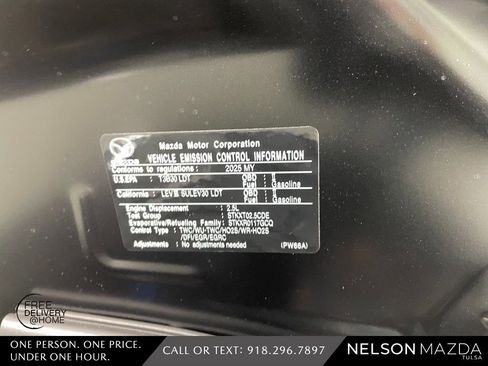 Mazda Motor Corporation
mazda VEHICLE EMISSION CONTROL INFORMATION
Conforms to regulations: 2025 MY
U.S.EPA : T3B30 LDT OBD : II
Fuel : Gasoline
California : LEV III SULEV30 LDT OBD : II
Fuel : Gasoline
Engine Displacement : 2.5L
Test Group : STKXT02.5CDE
Evaporative/Refueling Family: STKXR0117GCQ
Control Type : TWC/WU-TWC/HO2S/WR-HO2S
/DFI/EGR/EGRC
Adjustments : No adjustments needed (PW66A)
FREE
DELIVERY
@HOME
ONE PERSON. ONE PRICE.
UNDER ONE HOUR.
CALL OR TEXT: 918.296.7897
NELSON MAZDA
TULSA